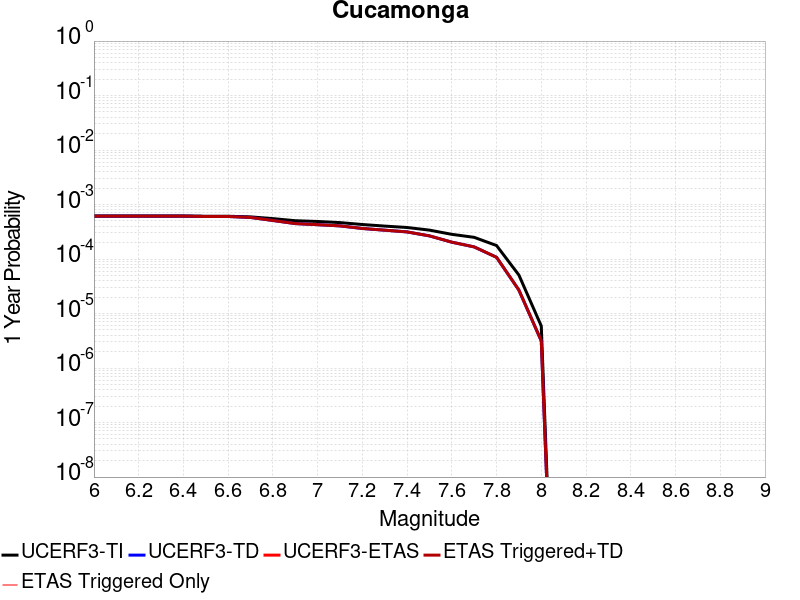 Cucamonga
1 Year Probability
10^0
10^-1
10^-2
10^-3
10^-4
10^-5
10^-6
10^-7
10^-8
6 6.2 6.4 6.6 6.8 7 7.2 7.4 7.6 7.8 8 8.2 8.4 8.6 8.8 9
Magnitude
UCERF3-TI UCERF3-TD UCERF3-ETAS ETAS Triggered+TD
ETAS Triggered Only